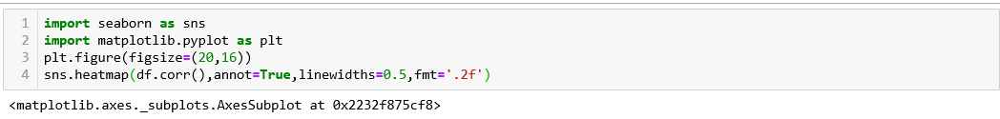 1 import seaborn as sns
2 import matplotlib.pyplot as plt
3 plt.figure(figsize=(20,16))
4 sns.heatmap(df.corr(),annot=True,linewidths=0.5,fmt='.2f')
<matplotlib.axes._subplots.AxesSubplot at 0x2232f875cf8>